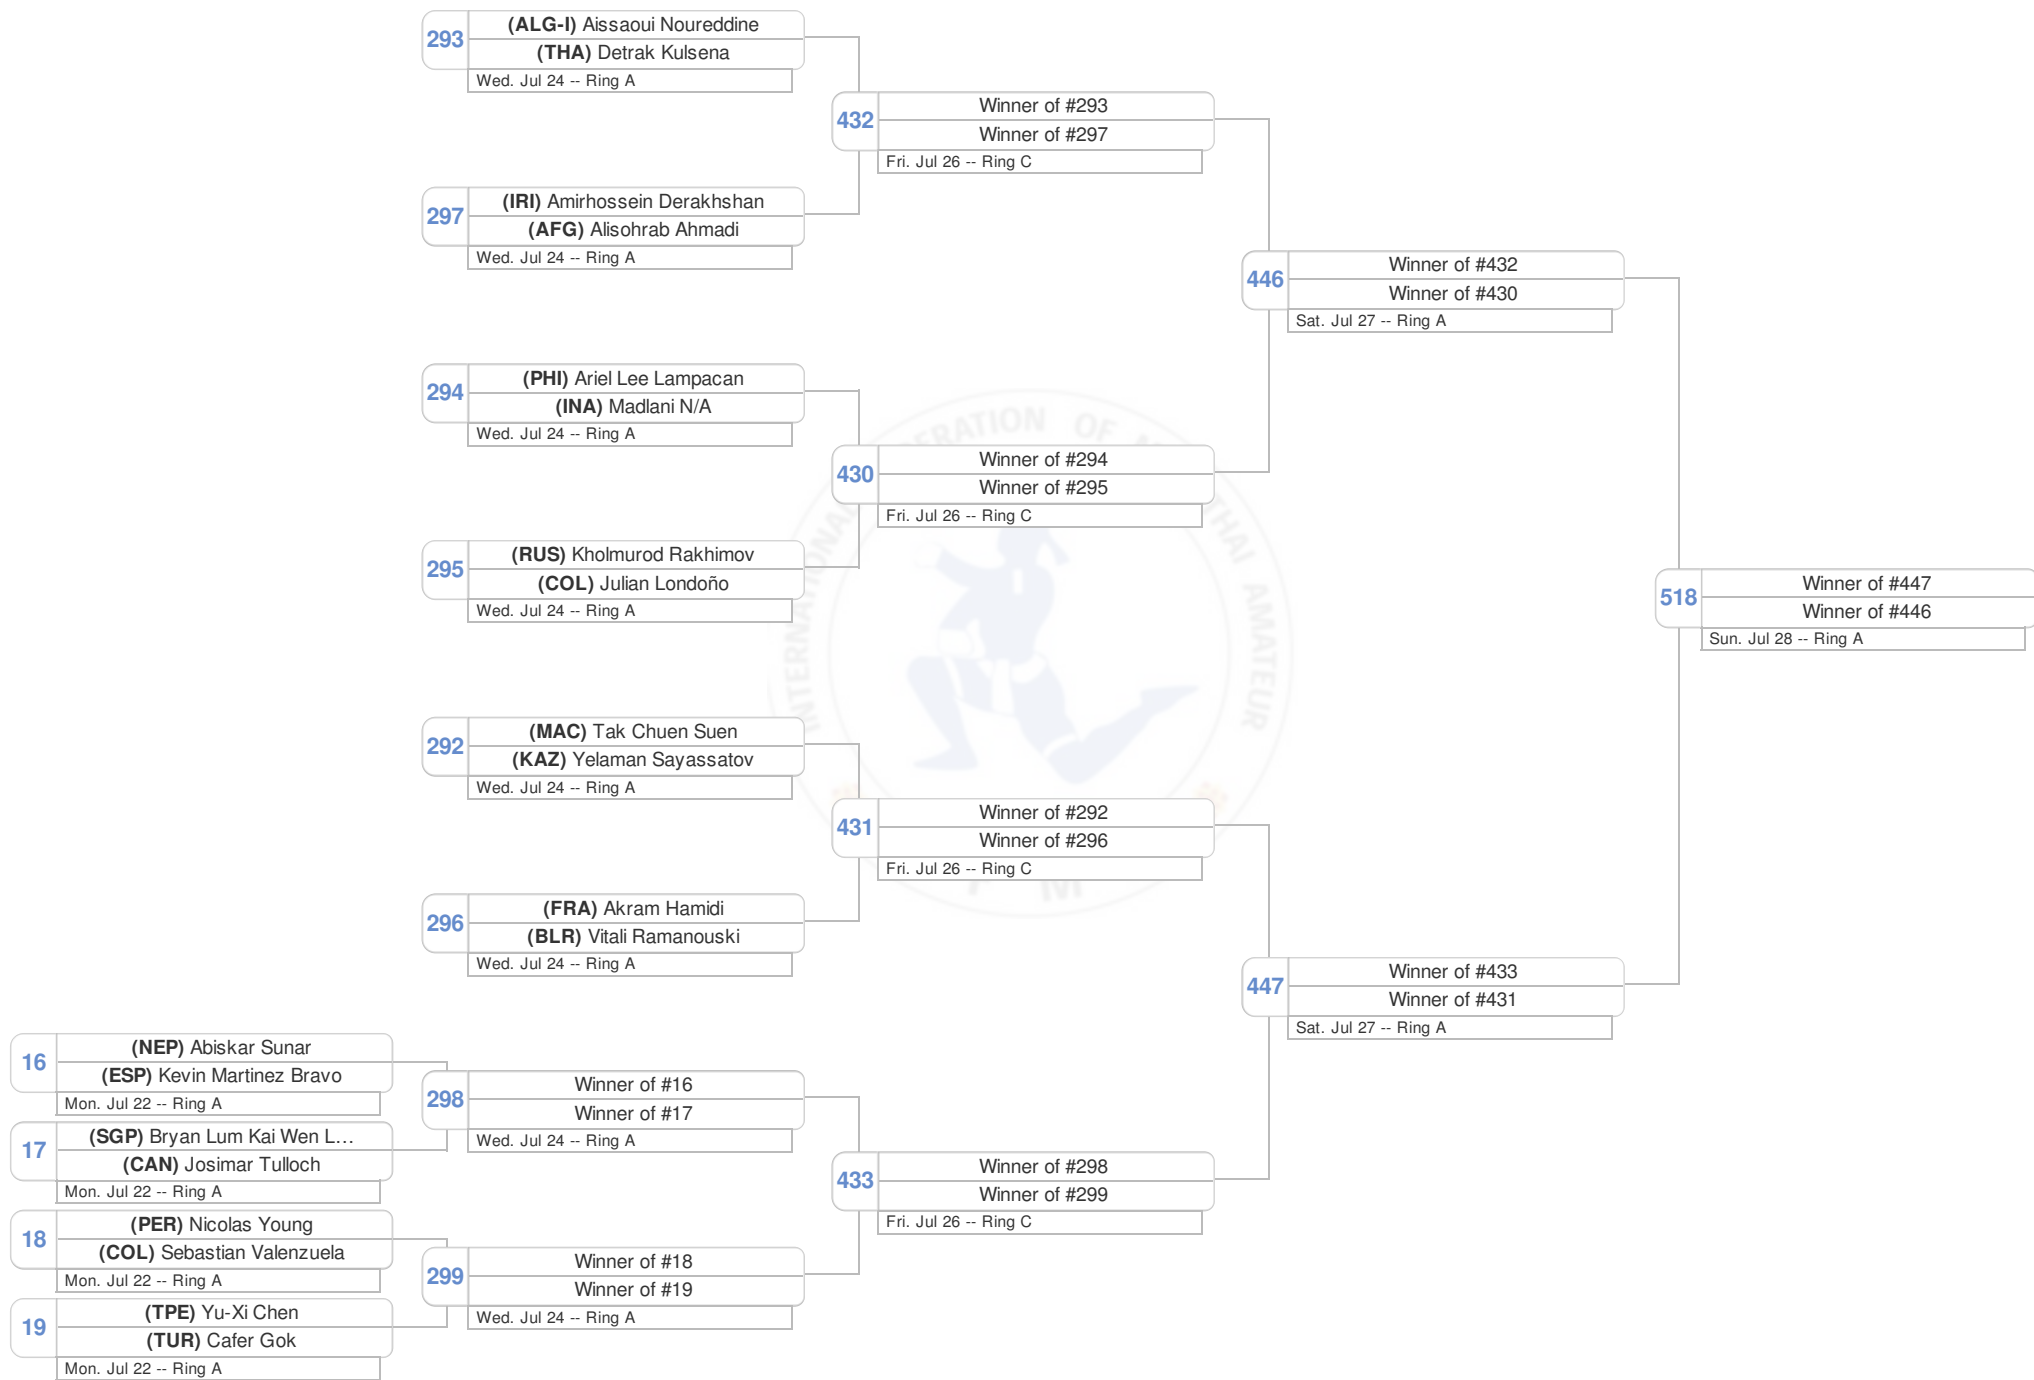 293
(ALG-I) Aissaoui Noureddine
(THA) Detrak Kulsena
Wed. Jul 24 -- Ring A
297
(IRI) Amirhossein Derakhshan
(AFG) Alisohrab Ahmadi
Wed. Jul 24 -- Ring A
294
(PHI) Ariel Lee Lampacan
(INA) Madlani N/A
Wed. Jul 24 -- Ring A
295
(RUS) Kholmurod Rakhimov
(COL) Julian Londoño
Wed. Jul 24 -- Ring A
292
(MAC) Tak Chuen Suen
(KAZ) Yelaman Sayassatov
Wed. Jul 24 -- Ring A
296
(FRA) Akram Hamidi
(BLR) Vitali Ramanouski
Wed. Jul 24 -- Ring A
16
(NEP) Abiskar Sunar
(ESP) Kevin Martinez Bravo
Mon. Jul 22 -- Ring A
17
(SGP) Bryan Lum Kai Wen L...
(CAN) Josimar Tulloch
Mon. Jul 22 -- Ring A
18
(PER) Nicolas Young
(COL) Sebastian Valenzuela
Mon. Jul 22 -- Ring A
19
(TPE) Yu-Xi Chen
(TUR) Cafer Gok
Mon. Jul 22 -- Ring A
298
Winner of #16
Winner of #17
Wed. Jul 24 -- Ring A
299
Winner of #18
Winner of #19
Wed. Jul 24 -- Ring A
432
Winner of #293
Winner of #297
Fri. Jul 26 -- Ring C
430
Winner of #294
Winner of #295
Fri. Jul 26 -- Ring C
431
Winner of #292
Winner of #296
Fri. Jul 26 -- Ring C
433
Winner of #298
Winner of #299
Fri. Jul 26 -- Ring C
446
Winner of #432
Winner of #430
Sat. Jul 27 -- Ring A
447
Winner of #433
Winner of #431
Sat. Jul 27 -- Ring A
518
Winner of #447
Winner of #446
Sun. Jul 28 -- Ring A
INTERNATIONAL OF THAI AMATEUR